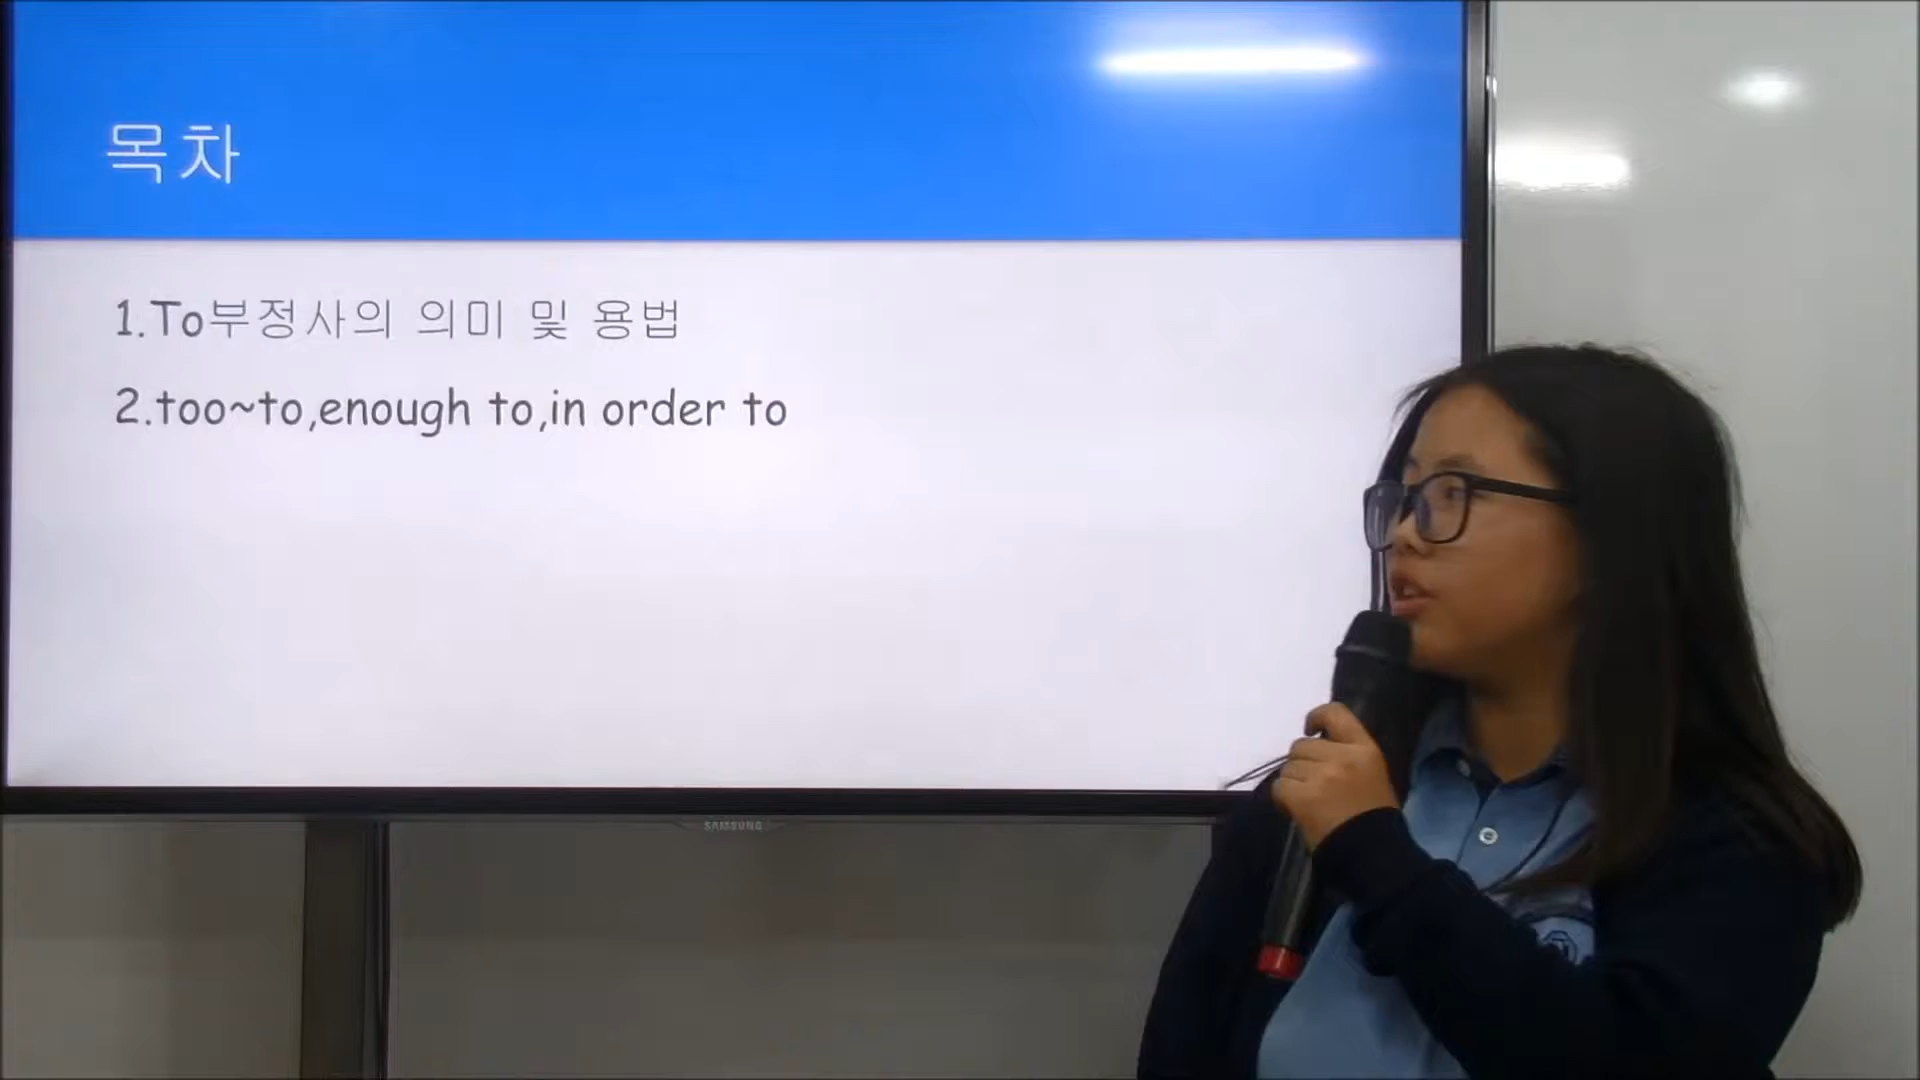 목차
1.To부정사의 의미 및 용법
2.too~to,enough to,in order to
SAMSUNG